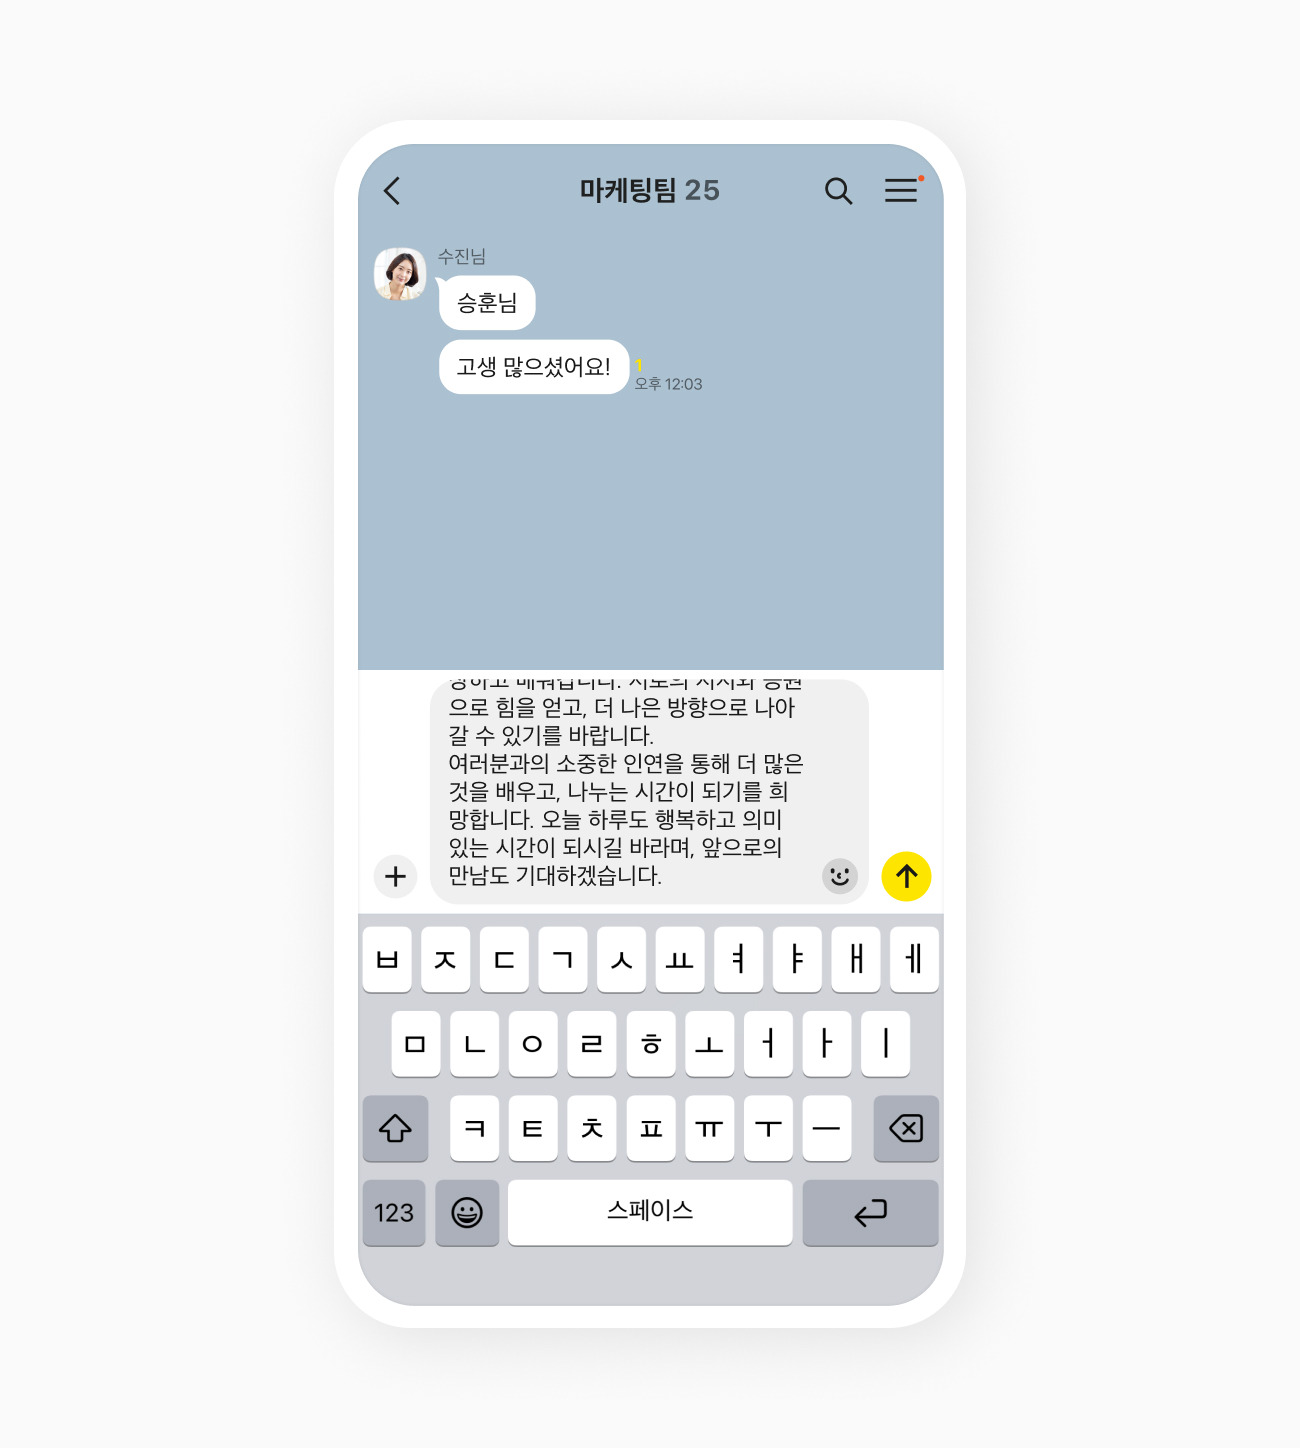 마케팅팀 25
수진님
승훈님
고생 많으셨어요!
1
오후 12:03
으로 힘을 얻고, 더 나은 방향으로 나아
갈 수 있기를 바랍니다.
여러분과의 소중한 인연을 통해 더 많은
것을 배우고, 나누는 시간이 되기를 희
망합니다. 오늘 하루도 행복하고 의미
있는 시간이 되시길 바라며, 앞으로의
만남도 기대하겠습니다.
ㅂ ㅈ ㄷ ㄱ ㅅ ㅛ ㅕ ㅑ ㅐ ㅔ
ㅁ ㄴ ㅇ ㄹ ㅎ ㅗ ㅓ ㅏ ㅣ
ㅋ ㅌ ㅊ ㅍ ㅠ ㅜ ㅡ
123 스페이스